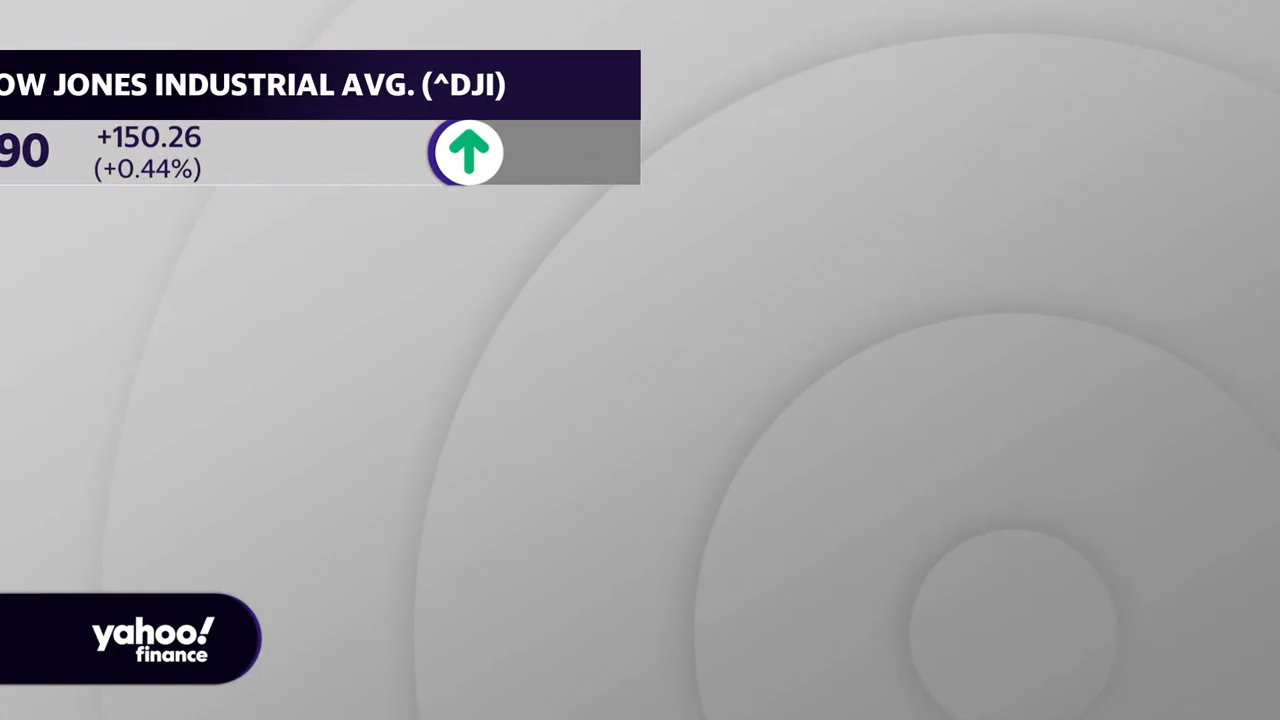 OW JONES INDUSTRIAL AVG. (^DJI)
90
+150.26
(+0.44%)
yahoo!
finance